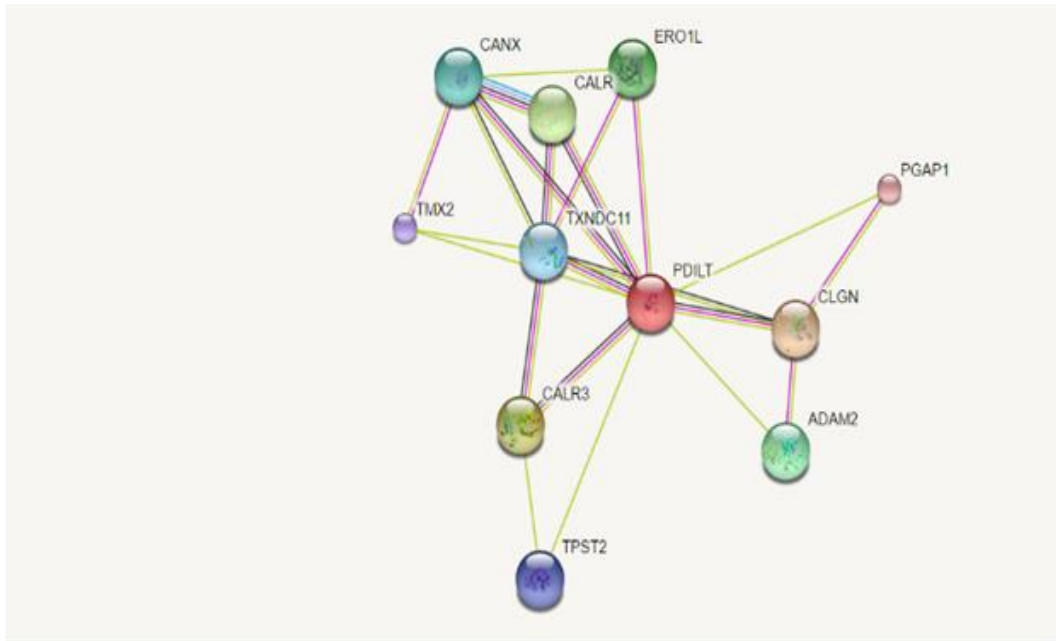 CANX
ERO1L
CALR
PGAP1
TMX2
TXNDC11
PDILT
CLGN
CALR3
ADAM2
TPST2